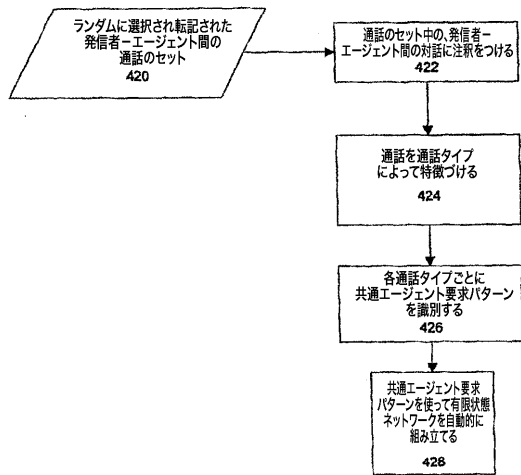 ランダムに選択され転記された
発信者－エージェント間の
通話のセット
420
通話のセット中の、発信者－
エージェント間の対話に注釈をつける
422
通話を通話タイプ
によって特徴づける
424
各通話タイプごとに
共通エージェント要求パターン
を識別する
426
共通エージェント要求
パターンを使って有限状態
ネットワークを自動的に
組み立てる
428